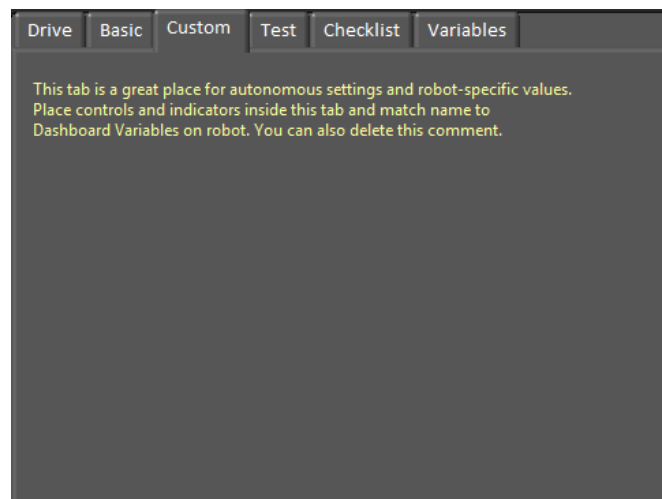 Drive Basic Custom Test Checklist Variables
This tab is a great place for autonomous settings and robot-specific values.
Place controls and indicators inside this tab and match name to
Dashboard Variables on robot. You can also delete this comment.